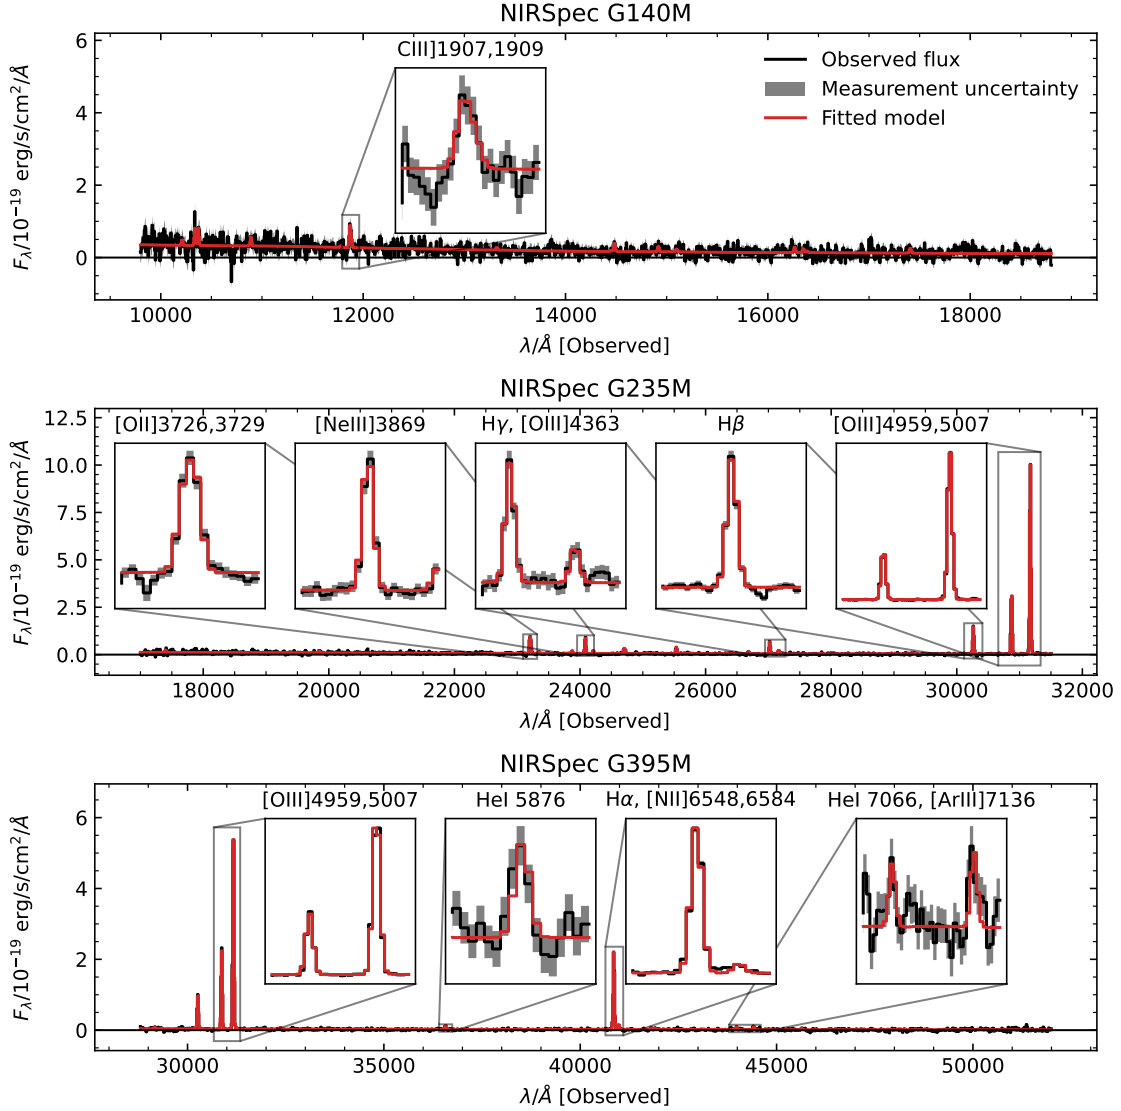 NIRSpec G140M
CIII]1907,1909
Observed flux
Measurement uncertainty
Fitted model
6
4
2
0
Fλ/10⁻¹⁹ erg/s/cm²/Å
10000 12000 14000 16000 18000
λ/Å [Observed]
NIRSpec G235M
[OII]3726,3729 [NeIII]3869 Hγ, [OIII]4363 Hβ [OIII]4959,5007
12.5
10.0
7.5
5.0
2.5
0.0
Fλ/10⁻¹⁹ erg/s/cm²/Å
18000 20000 22000 24000 26000 28000 30000 32000
λ/Å [Observed]
NIRSpec G395M
[OIII]4959,5007 HeI 5876 Hα, [NII]6548,6584 HeI 7066, [ArIII]7136
6
4
2
0
Fλ/10⁻¹⁹ erg/s/cm²/Å
30000 35000 40000 45000 50000
λ/Å [Observed]